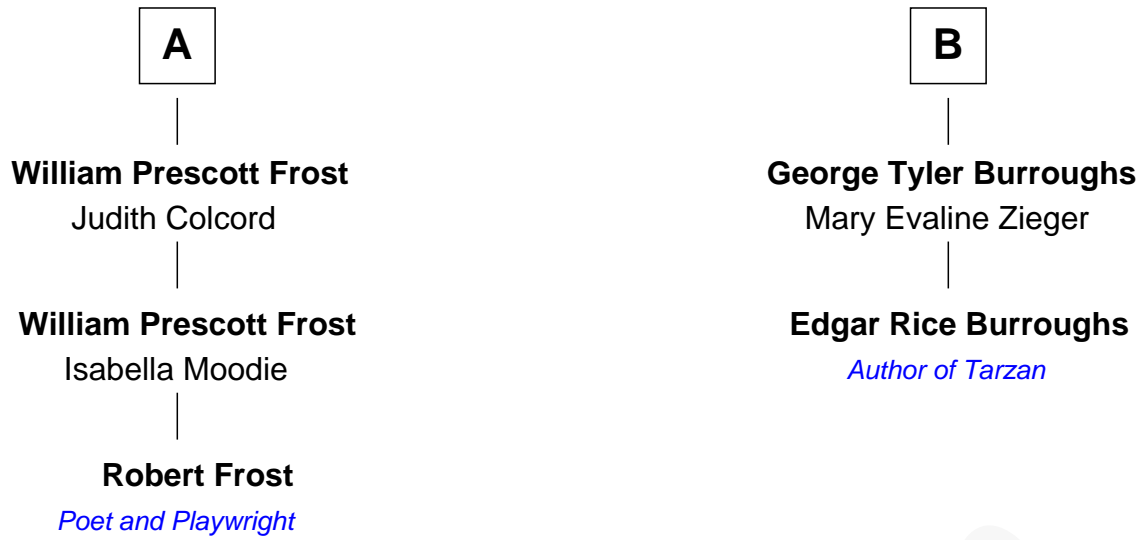 A
William Prescott Frost
Judith Colcord
William Prescott Frost
Isabella Moodie
Robert Frost
Poet and Playwright
B
George Tyler Burroughs
Mary Evaline Zieger
Edgar Rice Burroughs
Author of Tarzan